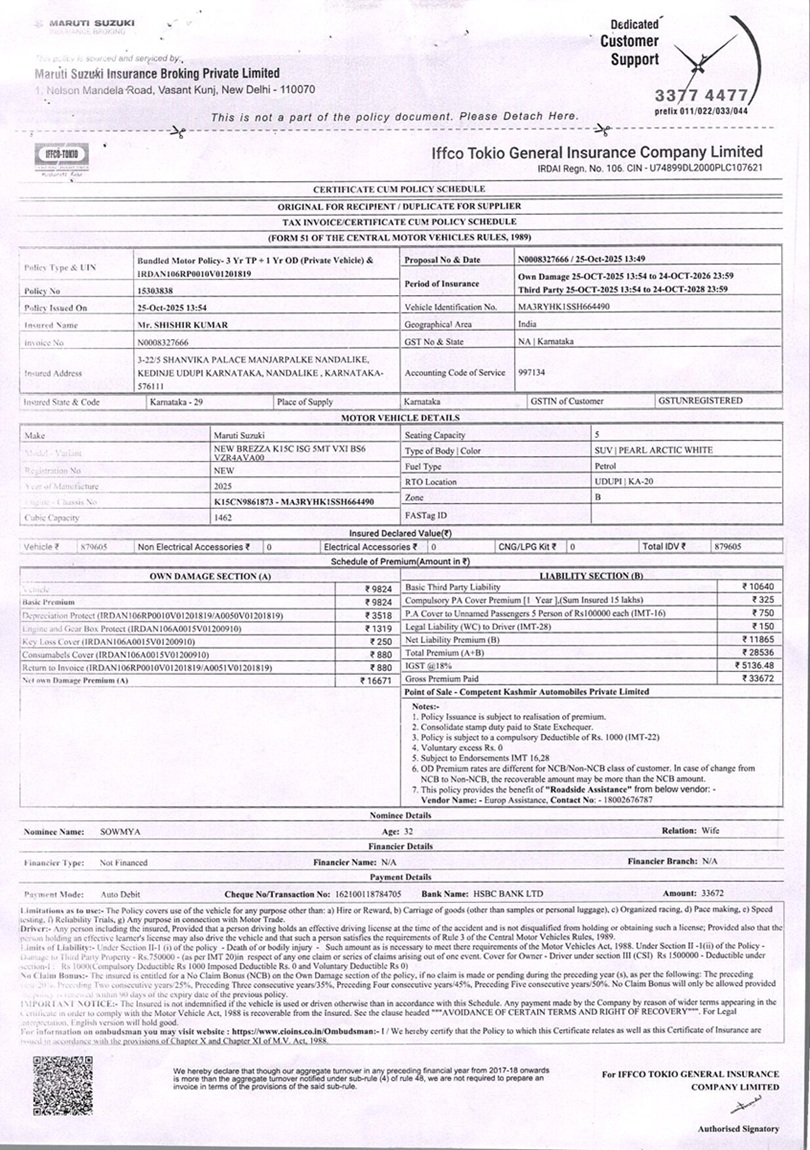 MARUTI SUZUKI
INSURANCE BROKING
This policy is sourced and serviced by:
Maruti Suzuki Insurance Broking Private Limited
1, Nelson Mandela Road, Vasant Kunj, New Delhi - 110070
Dedicated
Customer
Support
3377 4477
prefix 011/022/033/044
This is not a part of the policy document. Please Detach Here.
IFFCO-TOKIO
Iffco Tokio General Insurance Company Limited
IRDAI Regn. No. 106. CIN - U74899DL2000PLC107621
CERTIFICATE CUM POLICY SCHEDULE
ORIGINAL FOR RECIPIENT / DUPLICATE FOR SUPPLIER
TAX INVOICE/CERTIFICATE CUM POLICY SCHEDULE
(FORM 51 OF THE CENTRAL MOTOR VEHICLES RULES, 1989)
Policy Type & UIN Bundled Motor Policy- 3 Yr TP + 1 Yr OD (Private Vehicle) &
IRDAN106RP0010V01201819
Proposal No & Date N0008327666 / 25-Oct-2025 13:49
Policy No 15303838
Period of Insurance Own Damage 25-OCT-2025 13:54 to 24-OCT-2026 23:59
Third Party 25-OCT-2025 13:54 to 24-OCT-2028 23:59
Policy Issued On 25-Oct-2025 13:54 Vehicle Identification No. MA3RYHK1SSH664490
Insured Name Mr. SHISHIR KUMAR Geographical Area India
Invoice No N0008327666 GST No & State NA | Karnataka
Insured Address 3-22/5 SHANVIKA PALACE MANJARPALKE NANDALIKE,
KEDINJE UDUPI KARNATAKA, NANDALIKE , KARNATAKA-
576111
Accounting Code of Service 997134
Insured State & Code Karnataka - 29 Place of Supply Karnataka GSTIN of Customer GSTUNREGISTERED
MOTOR VEHICLE DETAILS
Make Maruti Suzuki Seating Capacity 5
Model - Variant NEW BREZZA K15C ISG 5MT VXI BS6
VZR4AVA00
Type of Body | Color SUV | PEARL ARCTIC WHITE
Registration No NEW Fuel Type Petrol
Year of Manufacture 2025 RTO Location UDUPI | KA-20
Engine - Chassis No K15CN9861873 - MA3RYHK1SSH664490 Zone B
Cubic Capacity 1462 FASTag ID
Insured Declared Value(₹)
Vehicle ₹ 879605 Non Electrical Accessories ₹ 0 Electrical Accessories ₹ 0 CNG/LPG Kit ₹ 0 Total IDV ₹ 879605
Schedule of Premium(Amount in ₹)
OWN DAMAGE SECTION (A)
Vehicle ₹ 9824
Basic Premium ₹ 9824
Depreciation Protect (IRDAN106RP0010V01201819/A0050V01201819) ₹ 3518
Engine and Gear Box Protect (IRDAN106A0015V01200910) ₹ 1319
Key Loss Cover (IRDAN106A0015V01200910) ₹ 250
Consumabels Cover (IRDAN106A0015V01200910) ₹ 880
Return to Invoice (IRDAN106RP0010V01201819/A0051V01201819) ₹ 880
Net own Damage Premium (A) ₹ 16671
LIABILITY SECTION (B)
Basic Third Party Liability ₹ 10640
Compulsory PA Cover Premium [1 Year ],(Sum Insured 15 lakhs) ₹ 325
P.A Cover to Unnamed Passengers 5 Person of Rs100000 each (IMT-16) ₹ 750
Legal Liability (WC) to Driver (IMT-28) ₹ 150
Net Liability Premium (B) ₹ 11865
Total Premium (A+B) ₹ 28536
IGST @18% ₹ 5136.48
Gross Premium Paid ₹ 33672
Point of Sale - Competent Kashmir Automobiles Private Limited
Notes:-
1. Policy Issuance is subject to realisation of premium.
2. Consolidate stamp duty paid to State Exchequer.
3. Policy is subject to a compulsory Deductible of Rs. 1000 (IMT-22)
4. Voluntary excess Rs. 0
5. Subject to Endorsements IMT 16,28
6. OD Premium rates are different for NCB/Non-NCB class of customer. In case of change from
NCB to Non-NCB, the recoverable amount may be more than the NCB amount.
7. This policy provides the benefit of "Roadside Assistance" from below vendor: -
Vendor Name: - Europ Assistance, Contact No: - 18002676787
Nominee Details
Nominee Name: SOWMYA Age: 32 Relation: Wife
Financier Details
Financier Type: Not Financed Financier Name: N/A Financier Branch: N/A
Payment Details
Payment Mode: Auto Debit Cheque No/Transaction No: 162100118784705 Bank Name: HSBC BANK LTD Amount: 33672
Limitations as to use:- The Policy covers use of the vehicle for any purpose other than: a) Hire or Reward, b) Carriage of goods (other than samples or personal luggage), c) Organized racing, d) Pace making, e) Speed
testing, f) Reliability Trials, g) Any purpose in connection with Motor Trade.
Driver:- Any person including the insured, Provided that a person driving holds an effective driving license at the time of the accident and is not disqualified from holding or obtaining such a license; Provided also that the
person holding an effective learner's license may also drive the vehicle and that such a person satisfies the requirements of Rule 3 of the Central Motor Vehicles Rules, 1989.
Limits of Liability:- Under Section II-1 (i) of the policy - Death of or bodily injury - Such amount as is necessary to meet there requirements of the Motor Vehicles Act, 1988. Under Section II -1(ii) of the Policy -
Damage to Third Party Property- Rs.750000 - (as per IMT 20)in respect of any one claim or series of claims arising out of one event. Cover for Owner - Driver under section III (CSI) Rs 1500000 - Deductible under
section-I : Rs 1000(Compulsory Deductible Rs 1000 Imposed Deductible Rs. 0 and Voluntary Deductible Rs 0)
No Claim Bonus:- The insured is entitled for a No Claim Bonus (NCB) on the Own Damage section of the policy, if no claim is made or pending during the preceding year (s), as per the following: The preceding
year/20%, Preceding Two consecutive years/25%, Preceding Three consecutive years/35%, Preceding Four consecutive years/45%, Preceding Five consecutive years/50%. No Claim Bonus will only be allowed provided
the policy is renewed within 90 days of the expiry date of the previous policy.
IMPORTANT NOTICE:- The Insured is not indemnified if the vehicle is used or driven otherwise than in accordance with this Schedule. Any payment made by the Company by reason of wider terms appearing in the
Certificate in order to comply with the Motor Vehicle Act, 1988 is recoverable from the Insured. See the clause headed """AVOIDANCE OF CERTAIN TERMS AND RIGHT OF RECOVERY""". For Legal
interpretation, English version will hold good.
For information on ombudsman you may visit website : https://www.cioins.co.in/Ombudsman:- I / We hereby certify that the Policy to which this Certificate relates as well as this Certificate of Insurance are
issued in accordance with the provisions of Chapter X and Chapter XI of M.V. Act, 1988.
We hereby declare that though our aggregate turnover in any preceding financial year from 2017-18 onwards
is more than the aggregate turnover notified under sub-rule (4) of rule 48, we are not required to prepare an
invoice in terms of the provisions of the said sub-rule.
For IFFCO TOKIO GENERAL INSURANCE
COMPANY LIMITED
Authorised Signatory